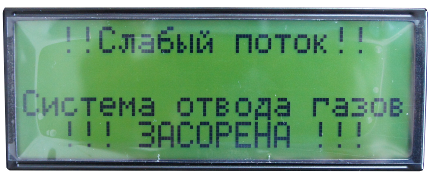 !!Слабый поток!!
Система отвода газов
!!! ЗАСОРЕНА !!!